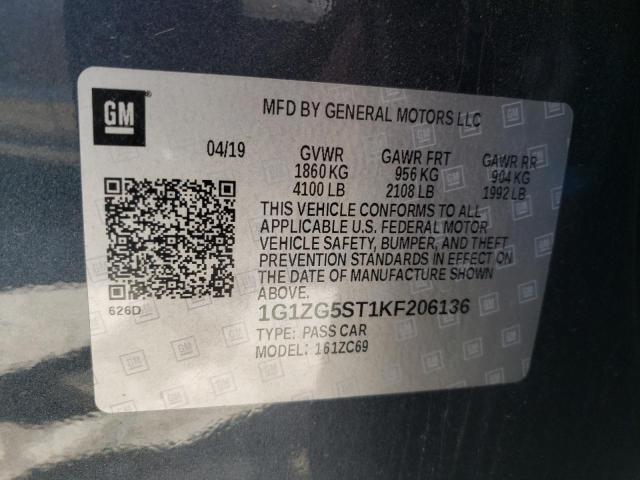 GM
MFD BY GENERAL MOTORS LLC
04/19 GVWR GAWR FRT GAWR RR
1860 KG 956 KG 904 KG
4100 LB 2108 LB 1992 LB
THIS VEHICLE CONFORMS TO ALL
APPLICABLE U.S. FEDERAL MOTOR
VEHICLE SAFETY, BUMPER, AND THEFT
PREVENTION STANDARDS IN EFFECT ON
THE DATE OF MANUFACTURE SHOWN
ABOVE.
626D
1G1ZG5ST1KF206136
TYPE: PASS CAR
MODEL: 161ZC69